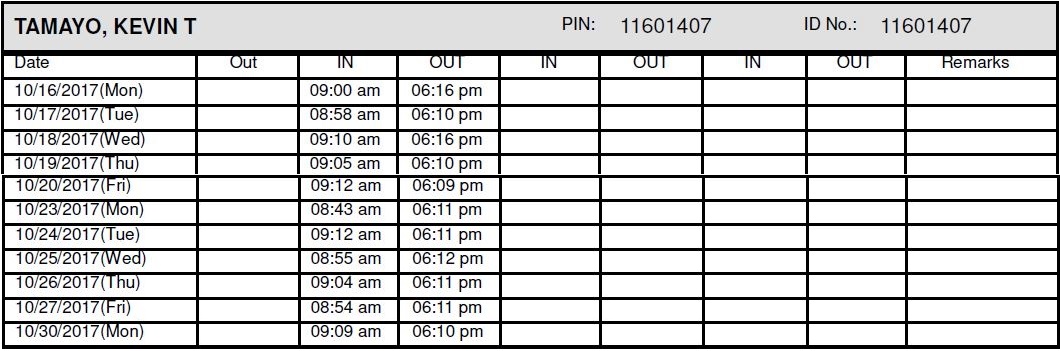 TAMAYO, KEVIN T PIN: 11601407 ID No.: 11601407
Date Out IN OUT IN OUT IN OUT Remarks
10/16/2017(Mon) 09:00 am 06:16 pm
10/17/2017(Tue) 08:58 am 06:10 pm
10/18/2017(Wed) 09:10 am 06:16 pm
10/19/2017(Thu) 09:05 am 06:10 pm
10/20/2017(Fri) 09:12 am 06:09 pm
10/23/2017(Mon) 08:43 am 06:11 pm
10/24/2017(Tue) 09:12 am 06:11 pm
10/25/2017(Wed) 08:55 am 06:12 pm
10/26/2017(Thu) 09:04 am 06:11 pm
10/27/2017(Fri) 08:54 am 06:11 pm
10/30/2017(Mon) 09:09 am 06:10 pm